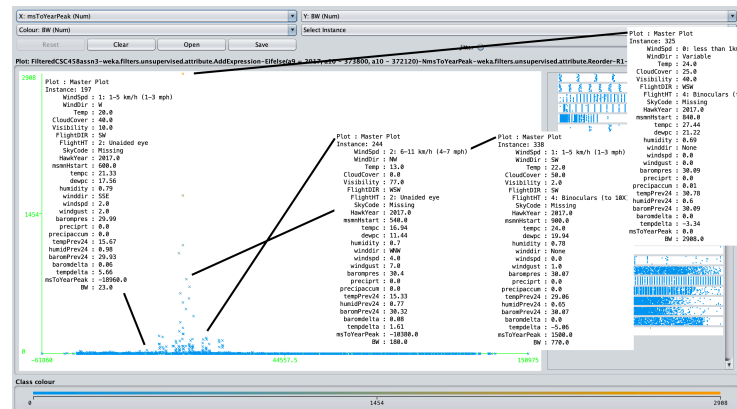 X: msToYearPeak (Num)
Y: BW (Num)
Colour: BW (Num)
Select Instance
Reset
Clear
Open
Save
Jitter
Plot: FilteredCSC458assn3-weka.filters.unsupervised.attribute.AddExpression-Eifelse(a9 = 2017, a10 - 373800, a10 - 372120)-NmsToYearPeak-weka.filters.unsupervised.attribute.Reorder-R1-
2908
1454
0
-61860
44557.5
150975
Plot : Master Plot
Instance: 197
WindSpd : 1: 1-5 km/h (1-3 mph)
WindDir : W
Temp : 20.0
CloudCover : 40.0
Visibility : 10.0
FlightDIR : SW
FlightHT : 2: Unaided eye
SkyCode : Missing
HawkYear : 2017.0
msmnHstart : 600.0
tempc : 21.33
dewpc : 17.56
humidity : 0.79
winddir : SSE
windspd : 2.0
windgust : 2.0
barompres : 29.99
preciprt : 0.0
precipaccum : 0.0
tempPrev24 : 15.67
humidPrev24 : 0.98
baromPrev24 : 29.93
baromdelta : 0.06
tempdelta : 5.66
msToYearPeak : -18960.0
BW : 23.0
Plot : Master Plot
Instance: 244
WindSpd : 2: 6-11 km/h (4-7 mph)
WindDir : NW
Temp : 13.0
CloudCover : 0.0
Visibility : 77.0
FlightDIR : WSW
FlightHT : 2: Unaided eye
SkyCode : Missing
HawkYear : 2017.0
msmnHstart : 540.0
tempc : 16.94
dewpc : 11.44
humidity : 0.7
winddir : WNW
windspd : 4.0
windgust : 7.0
barompres : 30.4
preciprt : 0.0
precipaccum : 0.0
tempPrev24 : 15.33
humidPrev24 : 0.77
baromPrev24 : 30.32
baromdelta : 0.08
tempdelta : 1.61
msToYearPeak : -10380.0
BW : 180.0
Plot : Master Plot
Instance: 338
WindSpd : 1: 1-5 km/h (1-3 mph)
WindDir : SW
Temp : 22.0
CloudCover : 50.0
Visibility : 2.0
FlightDIR : SW
FlightHT : 4: Binoculars (to 10X)
SkyCode : Missing
HawkYear : 2017.0
msmnHstart : 900.0
tempc : 24.0
dewpc : 19.94
humidity : 0.78
winddir : None
windspd : 0.0
windgust : 1.0
barompres : 30.07
preciprt : 0.0
precipaccum : 0.0
tempPrev24 : 29.06
humidPrev24 : 0.65
baromPrev24 : 30.07
baromdelta : 0.0
tempdelta : -5.06
msToYearPeak : 1500.0
BW : 770.0
Plot : Master Plot
Instance: 325
WindSpd : 0: less than 1km
WindDir : Variable
Temp : 24.0
CloudCover : 25.0
Visibility : 40.0
FlightDIR : WSW
FlightHT : 4: Binoculars (t
SkyCode : Missing
HawkYear : 2017.0
msmnHstart : 840.0
tempc : 27.44
dewpc : 21.22
humidity : 0.69
winddir : None
windspd : 0.0
windgust : 0.0
barompres : 30.09
preciprt : 0.0
precipaccum : 0.01
tempPrev24 : 30.78
humidPrev24 : 0.6
baromPrev24 : 30.09
baromdelta : 0.0
tempdelta : -3.34
msToYearPeak : 0.0
BW : 2908.0
Class colour
0
1454
2908